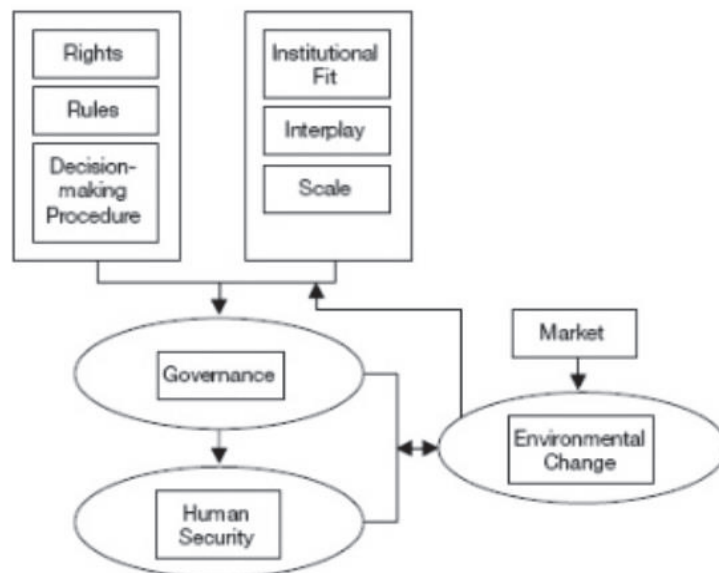 Rights
Rules
Decision-
making
Procedure
Institutional
Fit
Interplay
Scale
Governance
Market
Environmental
Change
Human
Security